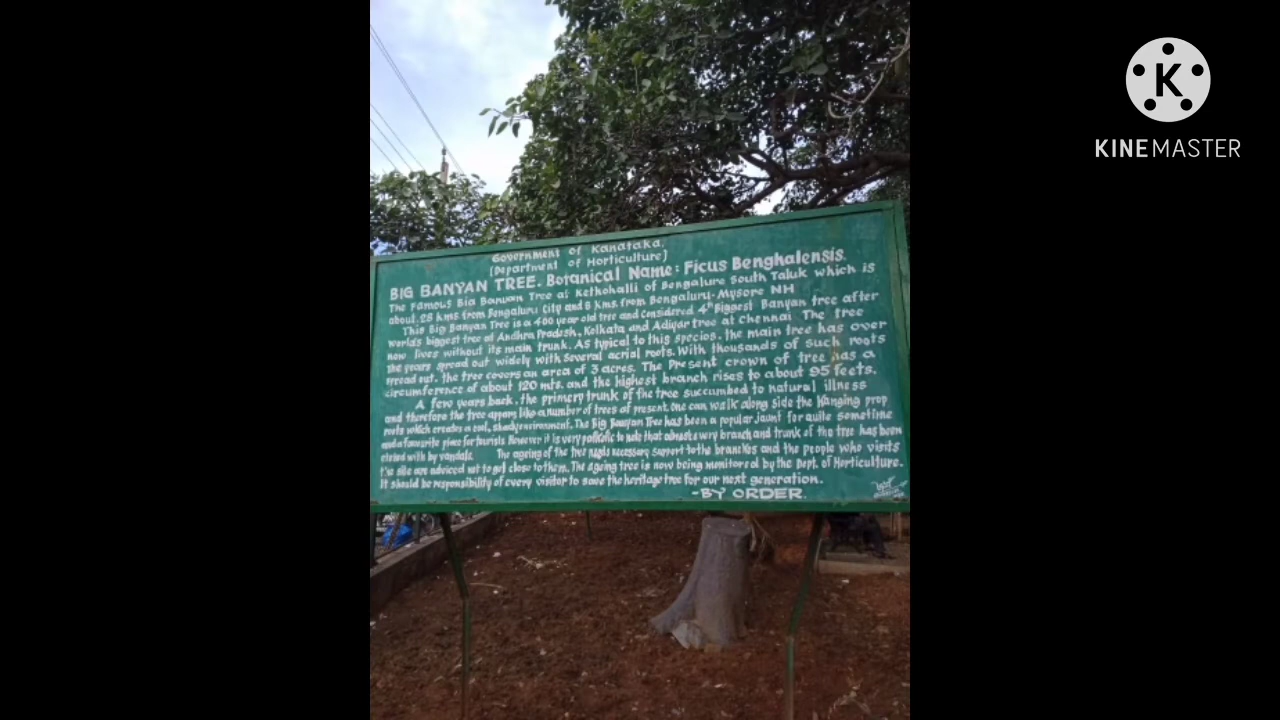 Government of Kanataka.
(Department of Horticulture)
BIG BANYAN TREE. Botanical Name: Ficus Benghalensis.
The Famous Big Banyan Tree at Kethohalli of Bengalure South Taluk which is
about 28 kms from Bengaluru City and 8 kms. from Bengaluru-Mysore NH
This Big Banyan Tree is a 400 year old tree and considered 4th Biggest Banyan tree after
world's biggest tree of Andhra Pradesh, Kolkata and Adiyar tree at chennai The tree
now lives without its main trunk. AS typical to this species, the main tree has over
the years spread out widely with several acrial roots. With thousands of such roots
spread out, the tree covers an area of 3 acres. The Present crown of tree has a
circumference of about 120 mts. and the highest branch rises to about 95 feets.
A few years back, the primery trunk of the tree succumbed to natural illness
and therefore the tree appars like a number of trees at present. one can walk along side the Hanging prop
roots which creates a cool, shady environment. The Big Banyan Tree has been a popular jaunt for quite sometime
and a favourite place for tourists However it is very to note that branch and trunk of the tree has been
with by vandals. The ageing of the tree needs necessary support to the branches and the people who visits
the site are adviced not to get close to them. The Ageing tree is now being monitored by the Dept. of Horticulture.
It should be responsibility of every visitor to save the heritage tree for our next generation.
-BY ORDER
K
KINEMASTER